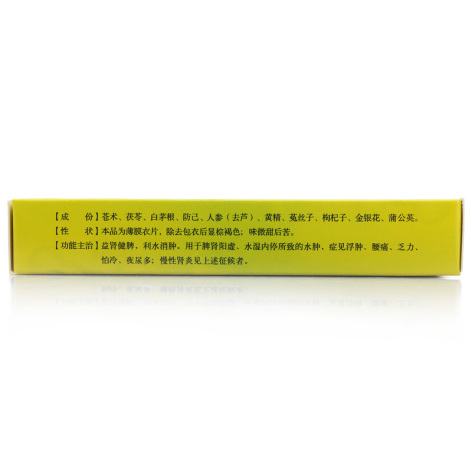 【成　份】苍术、茯苓、白茅根、防己、人参（去芦）、黄精、菟丝子、枸杞子、金银花、蒲公英。
【性　状】本品为薄膜衣片，除去包衣后显棕褐色；味微甜后苦。
【功能主治】益肾健脾，利水消肿。用于脾肾阳虚、水湿内停所致的水肿，症见浮肿、腰痛、乏力、
怕冷、夜尿多；慢性肾炎见上述征候者。